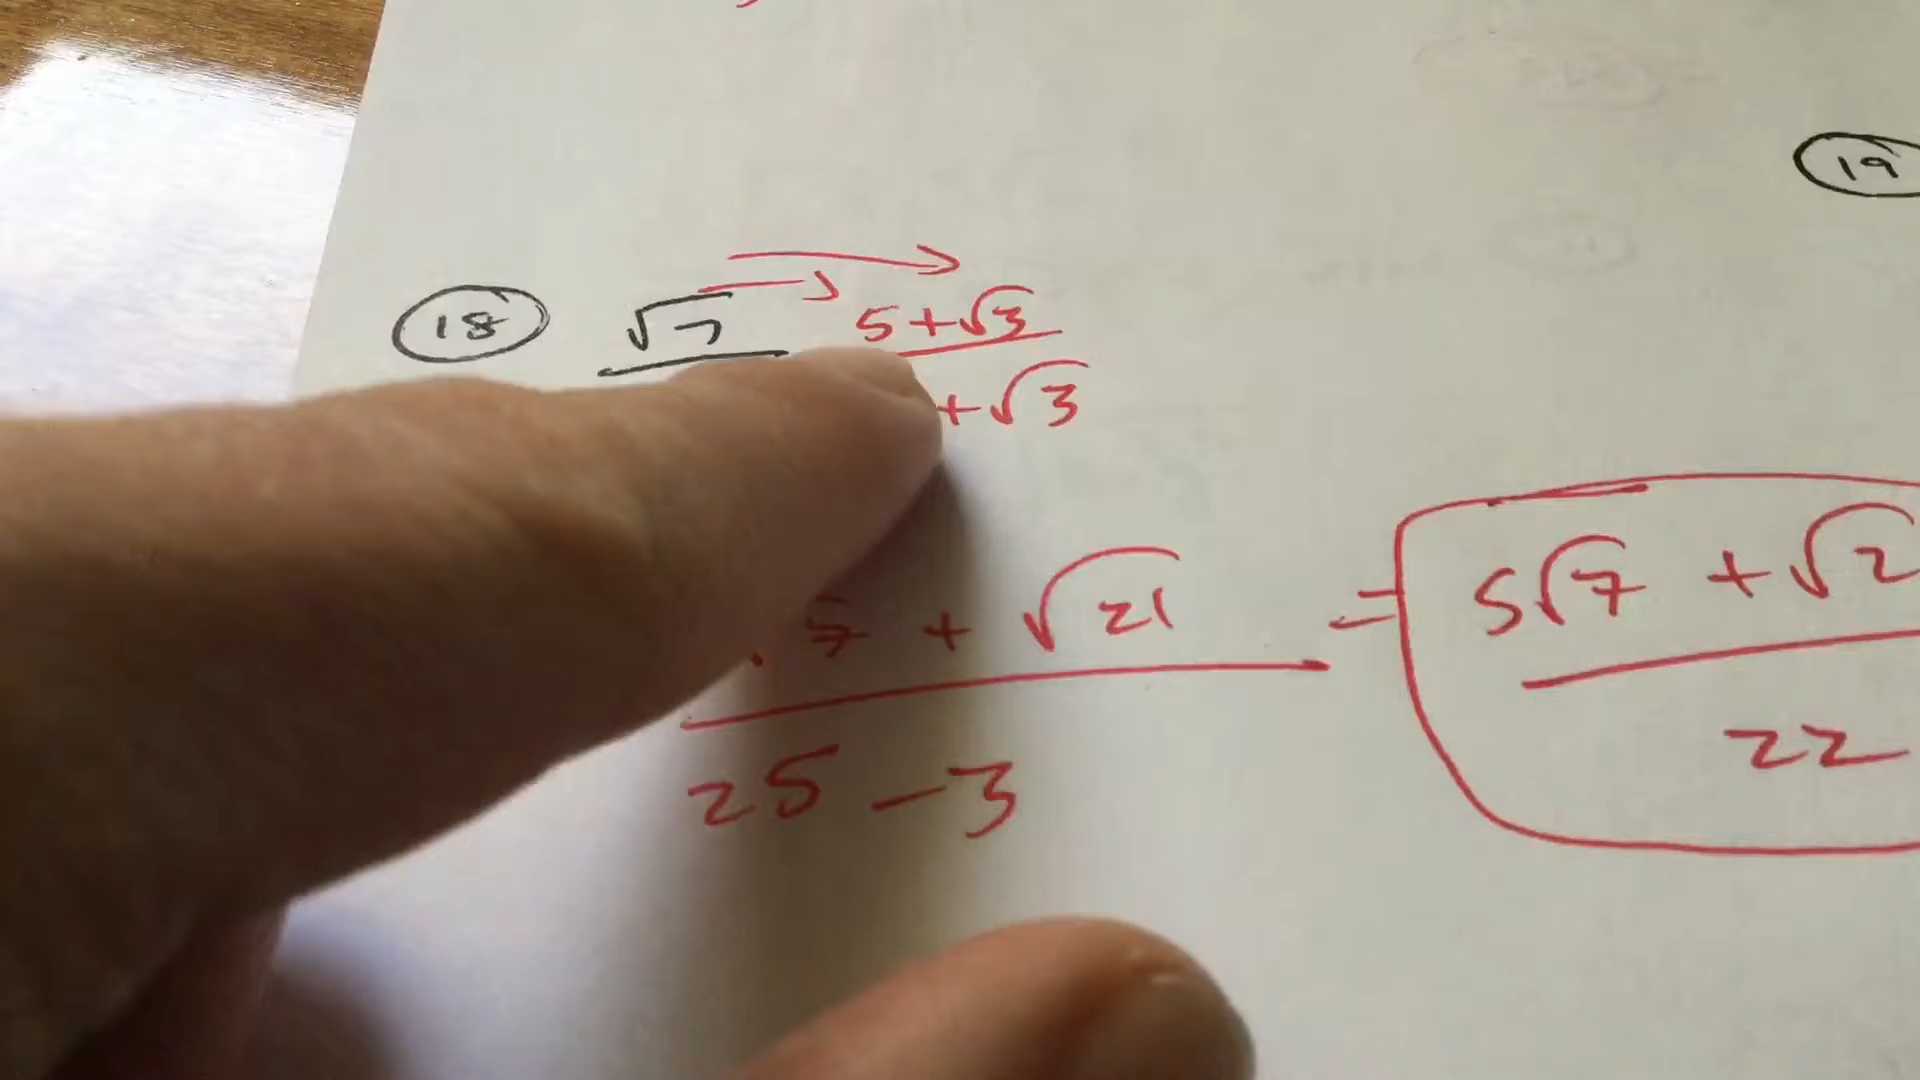 19
18 √7 5+√3
+√3
+ √21 = 5√7 + √2
25 - 3 22